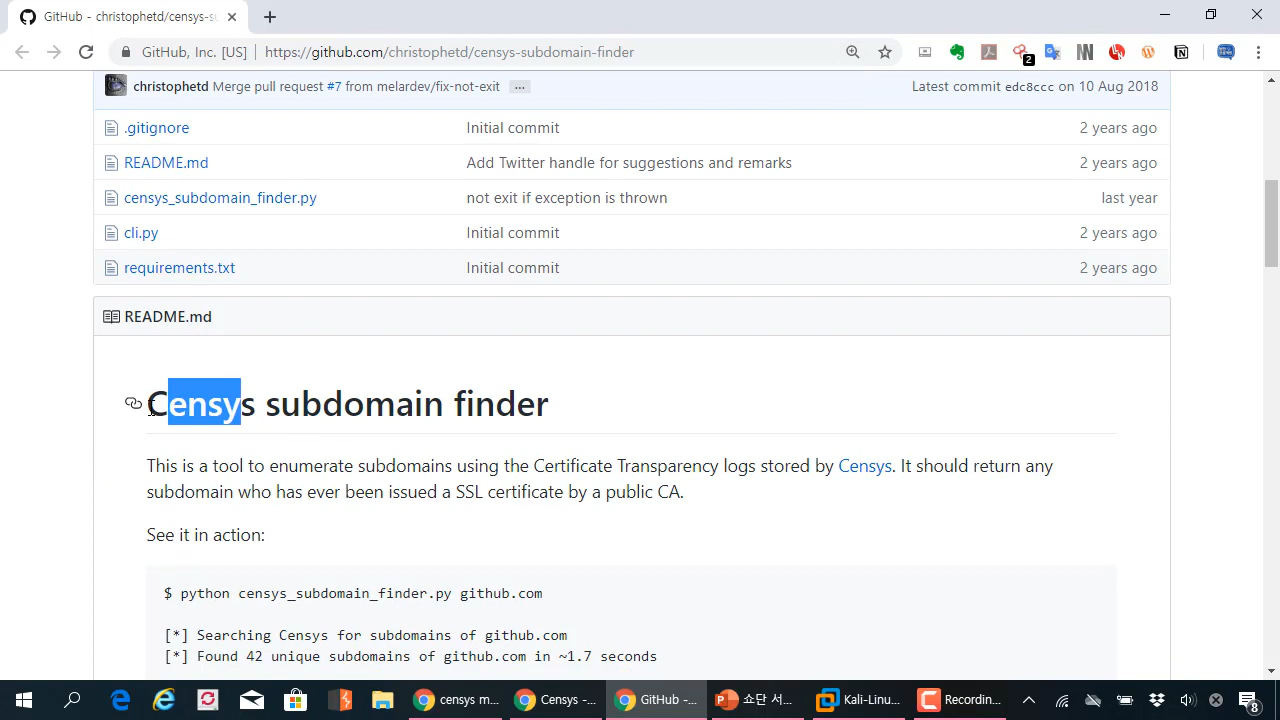 GitHub - christophetd/censys-su
GitHub, Inc. [US] | https://github.com/christophetd/censys-subdomain-finder
2
christophetd Merge pull request #7 from melardev/fix-not-exit ... Latest commit edc8ccc on 10 Aug 2018
.gitignore Initial commit 2 years ago
README.md Add Twitter handle for suggestions and remarks 2 years ago
censys_subdomain_finder.py not exit if exception is thrown last year
cli.py Initial commit 2 years ago
requirements.txt Initial commit 2 years ago
README.md
Censys subdomain finder
This is a tool to enumerate subdomains using the Certificate Transparency logs stored by Censys. It should return any
subdomain who has ever been issued a SSL certificate by a public CA.
See it in action:
$ python censys_subdomain_finder.py github.com
[*] Searching Censys for subdomains of github.com
[*] Found 42 unique subdomains of github.com in ~1.7 seconds
censys m... Censys -... GitHub -... 쇼단 서... Kali-Linu... Recordin... 8